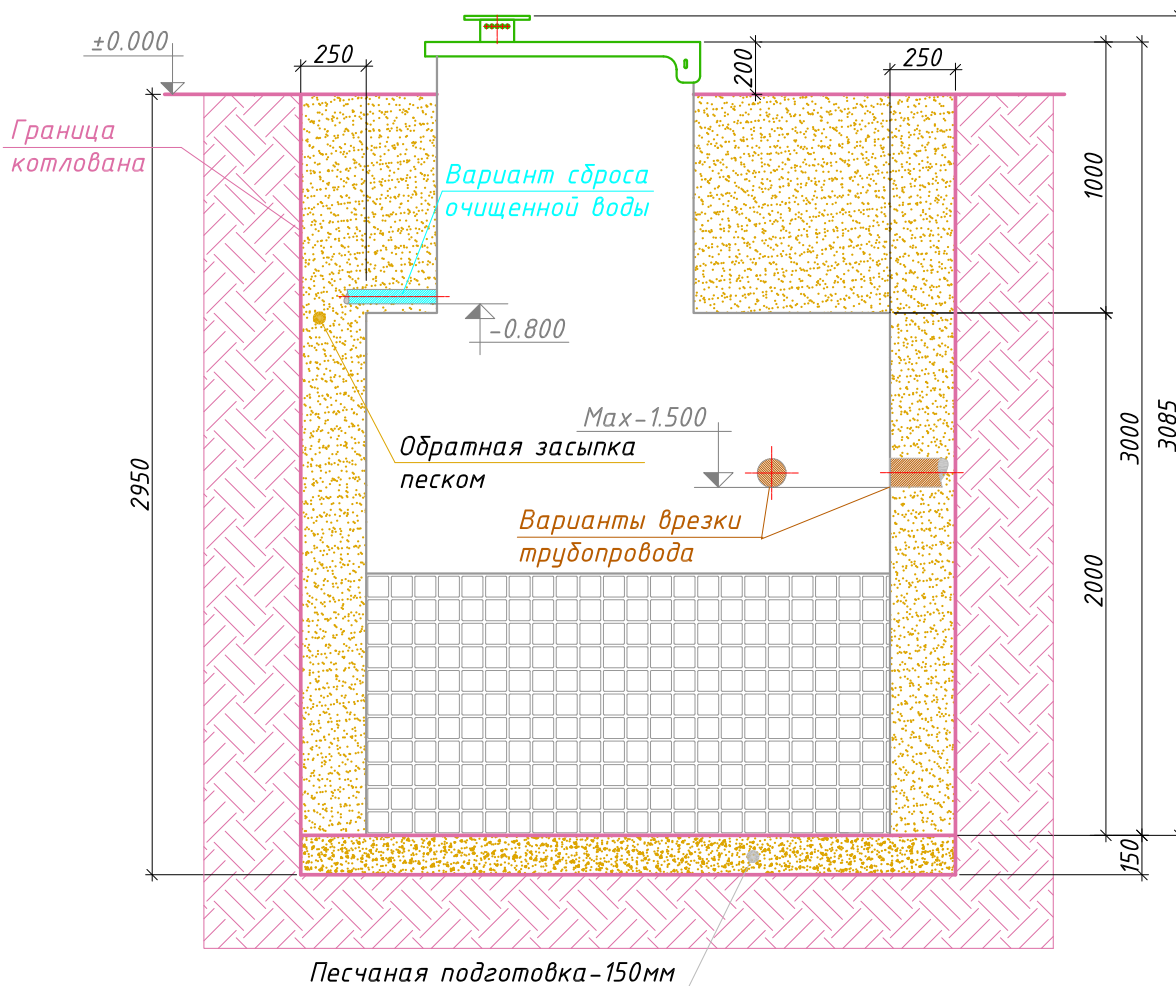 ±0.000
250
200
250
Граница
котлована
Вариант сброса
очищенной воды
1000
-0.800
Max-1.500
Обратная засыпка
песком
2950
3000
3085
Варианты врезки
трубопровода
2000
150
Песчаная подготовка-150мм